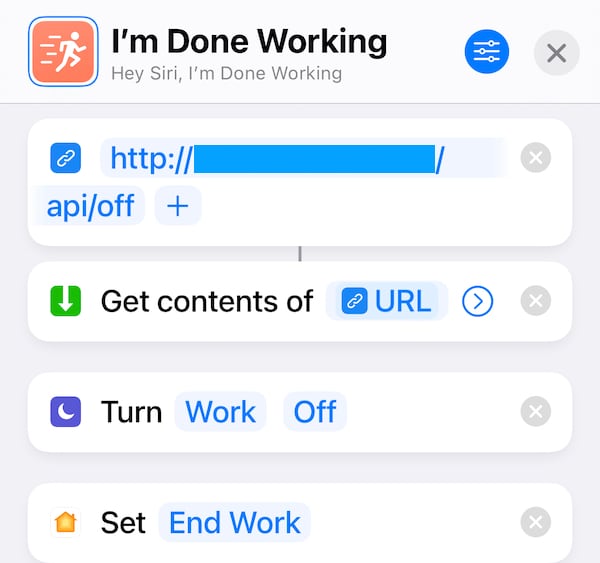 I’m Done Working
Hey Siri, I’m Done Working
http:// /
api/off +
Get contents of URL
Turn Work Off
Set End Work